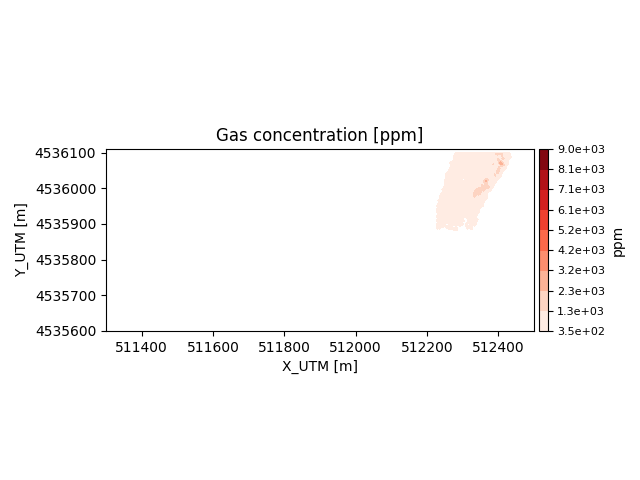 Gas concentration [ppm]
4536100
4536000
4535900
4535800
4535700
4535600
Y_UTM [m]
511400 511600 511800 512000 512200 512400
X_UTM [m]
9.0e+03
8.1e+03
7.1e+03
6.1e+03
5.2e+03
4.2e+03
3.2e+03
2.3e+03
1.3e+03
3.5e+02
ppm